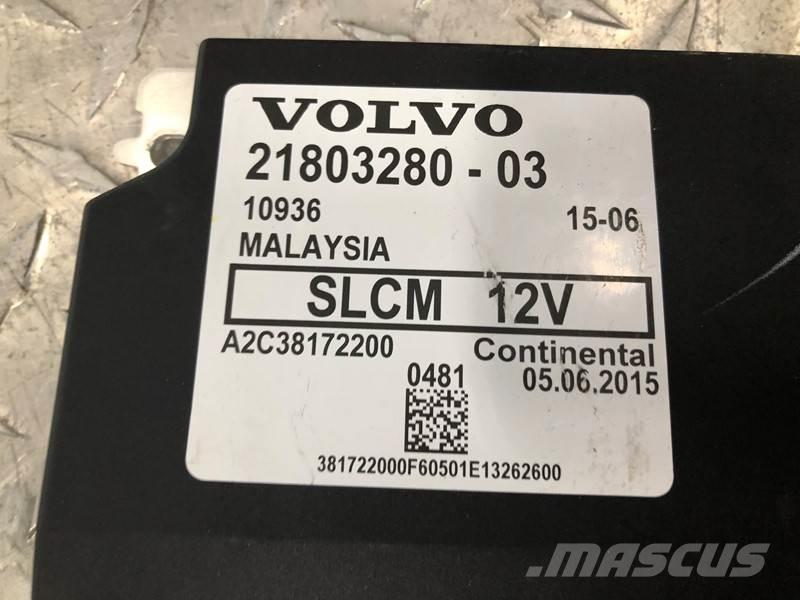 VOLVO
21803280 - 03
10936 15-06
MALAYSIA
SLCM 12V
A2C38172200 Continental
0481 05.06.2015
381722000F60501E13262600
MASCUS